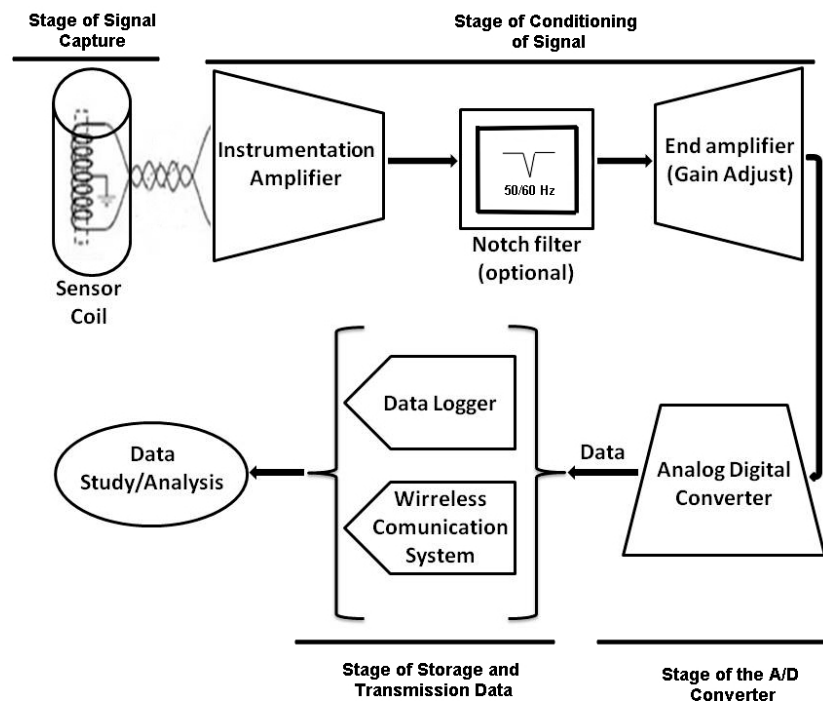 Stage of Signal
Capture
Stage of Conditioning
of Signal
Instrumentation
Amplifier
50/60 Hz
Notch filter
(optional)
End amplifier
(Gain Adjust)
Sensor
Coil
Data
Study/Analysis
Data Logger
Wirreless
Comunication
System
Data
Analog Digital
Converter
Stage of Storage and
Transmission Data
Stage of the A/D
Converter